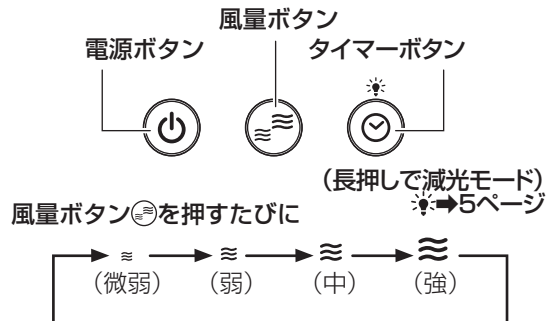 風量ボタン
電源ボタン
タイマーボタン
(長押しで減光モード)
➡5ページ
風量ボタンを押すたびに
(微弱) (弱) (中) (強)